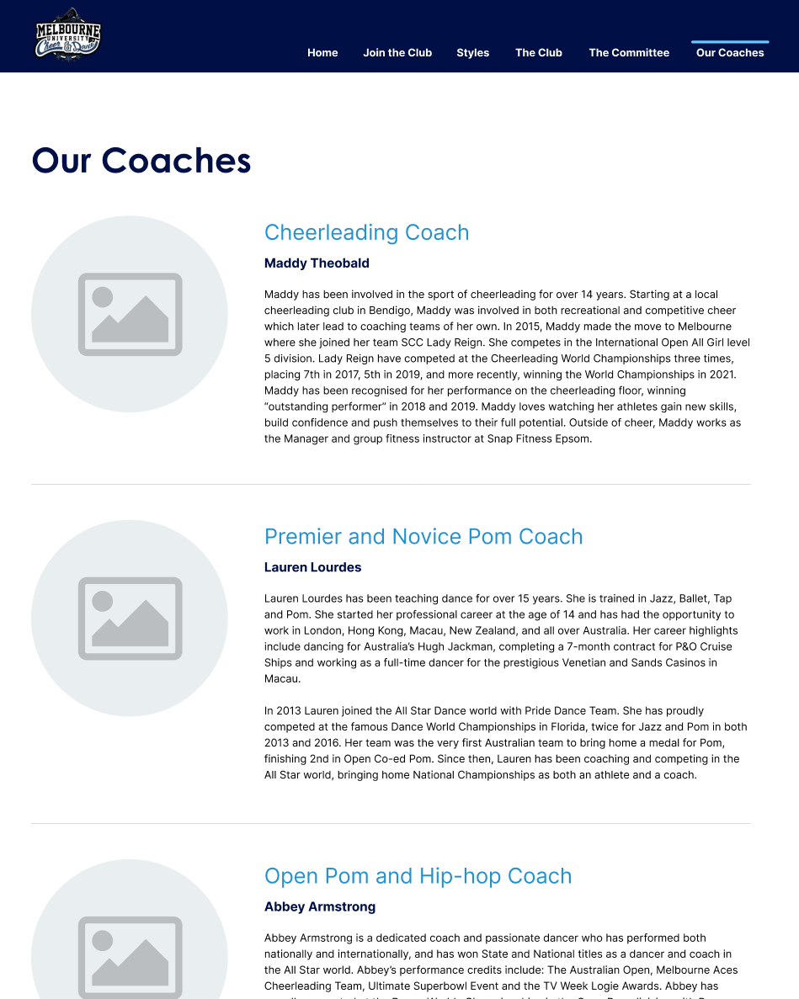 MELBOURNE
UNIVERSITY
Cheer & Dance
Home Join the Club Styles The Club The Committee Our Coaches
Our Coaches
Cheerleading Coach
Maddy Theobald
Maddy has been involved in the sport of cheerleading for over 14 years. Starting at a local
cheerleading club in Bendigo, Maddy was involved in both recreational and competitive cheer
which later lead to coaching teams of her own. In 2015, Maddy made the move to Melbourne
where she joined her team SCC Lady Reign. She competes in the International Open All Girl level
5 division. Lady Reign have competed at the Cheerleading World Championships three times,
placing 7th in 2017, 5th in 2019, and more recently, winning the World Championships in 2021.
Maddy has been recognised for her performance on the cheerleading floor, winning
“outstanding performer” in 2018 and 2019. Maddy loves watching her athletes gain new skills,
build confidence and push themselves to their full potential. Outside of cheer, Maddy works as
the Manager and group fitness instructor at Snap Fitness Epsom.
Premier and Novice Pom Coach
Lauren Lourdes
Lauren Lourdes has been teaching dance for over 15 years. She is trained in Jazz, Ballet, Tap
and Pom. She started her professional career at the age of 14 and has had the opportunity to
work in London, Hong Kong, Macau, New Zealand, and all over Australia. Her career highlights
include dancing for Australia’s Hugh Jackman, completing a 7-month contract for P&O Cruise
Ships and working as a full-time dancer for the prestigious Venetian and Sands Casinos in
Macau.
In 2013 Lauren joined the All Star Dance world with Pride Dance Team. She has proudly
competed at the famous Dance World Championships in Florida, twice for Jazz and Pom in both
2013 and 2016. Her team was the very first Australian team to bring home a medal for Pom,
finishing 2nd in Open Co-ed Pom. Since then, Lauren has been coaching and competing in the
All Star world, bringing home National Championships as both an athlete and a coach.
Open Pom and Hip-hop Coach
Abbey Armstrong
Abbey Armstrong is a dedicated coach and passionate dancer who has performed both
nationally and internationally, and has won State and National titles as a dancer and coach in
the All Star world. Abbey’s performance credits include: The Australian Open, Melbourne Aces
Cheerleading Team, Ultimate Superbowl Event and the TV Week Logie Awards. Abbey has